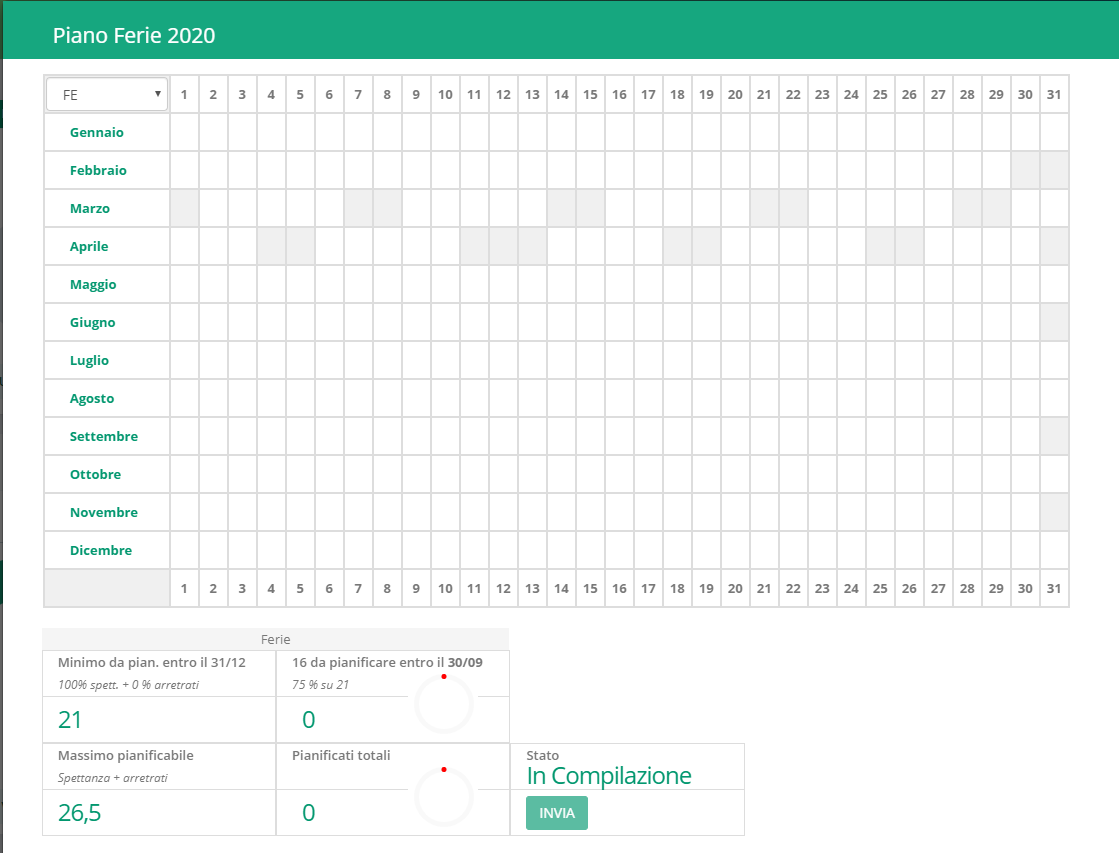 Piano Ferie 2020
FE 1 2 3 4 5 6 7 8 9 10 11 12 13 14 15 16 17 18 19 20 21 22 23 24 25 26 27 28 29 30 31
Gennaio
Febbraio
Marzo
Aprile
Maggio
Giugno
Luglio
Agosto
Settembre
Ottobre
Novembre
Dicembre
1 2 3 4 5 6 7 8 9 10 11 12 13 14 15 16 17 18 19 20 21 22 23 24 25 26 27 28 29 30 31
Ferie
Minimo da pian. entro il 31/12
100% spett. + 0 % arretrati
21
16 da pianificare entro il 30/09
75 % su 21
0
Massimo pianificabile
Spettanza + arretrati
26,5
Pianificati totali
0
Stato
In Compilazione
INVIA